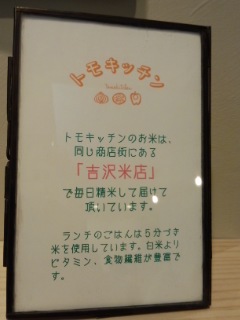 トモキッチン
トモキッチンのお米は、
同じ商店街にある
「吉沢米店」
で毎日精米して届けて
頂いています。
ランチのごはんは5分づき
米を使用しています。白米より
ビタミン、食物繊維が豊富で
す。